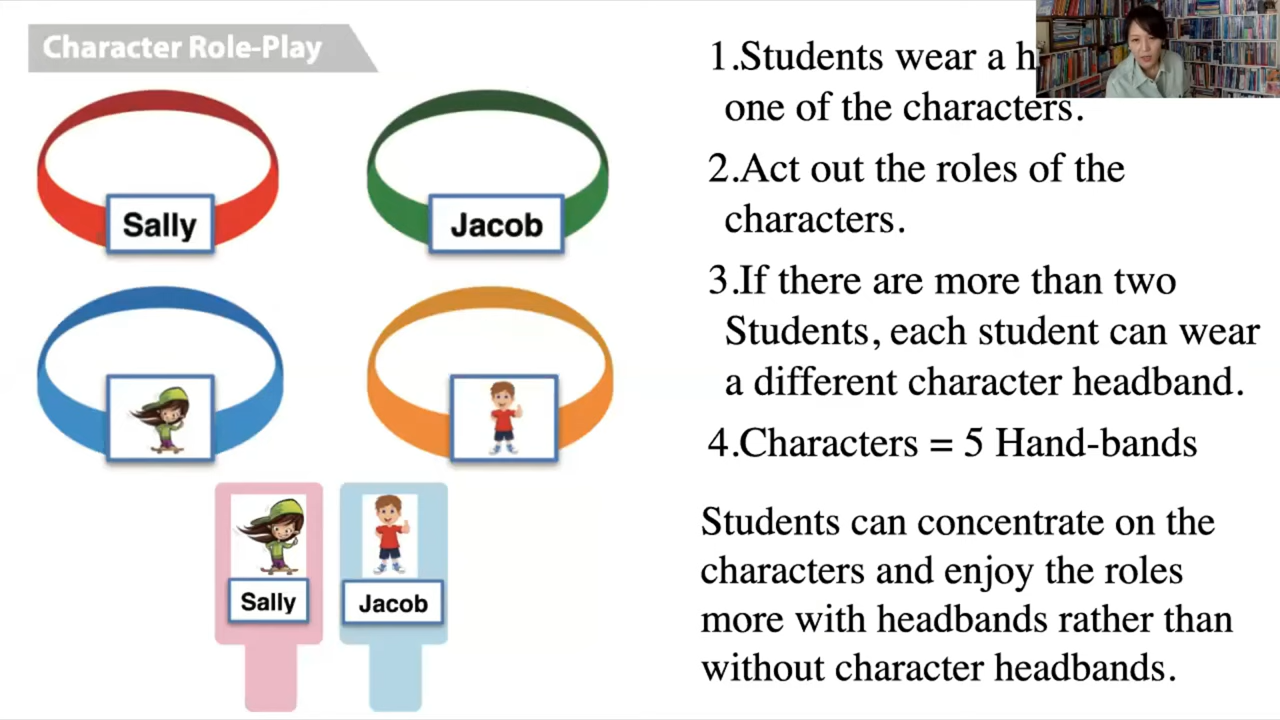 Character Role-Play
Sally
Jacob
Sally
Jacob
1.Students wear a
one of the characters.
2.Act out the roles of the
characters.
3.If there are more than two
Students, each student can wear
a different character headband.
4.Characters = 5 Hand-bands
Students can concentrate on the
characters and enjoy the roles
more with headbands rather than
without character headbands.